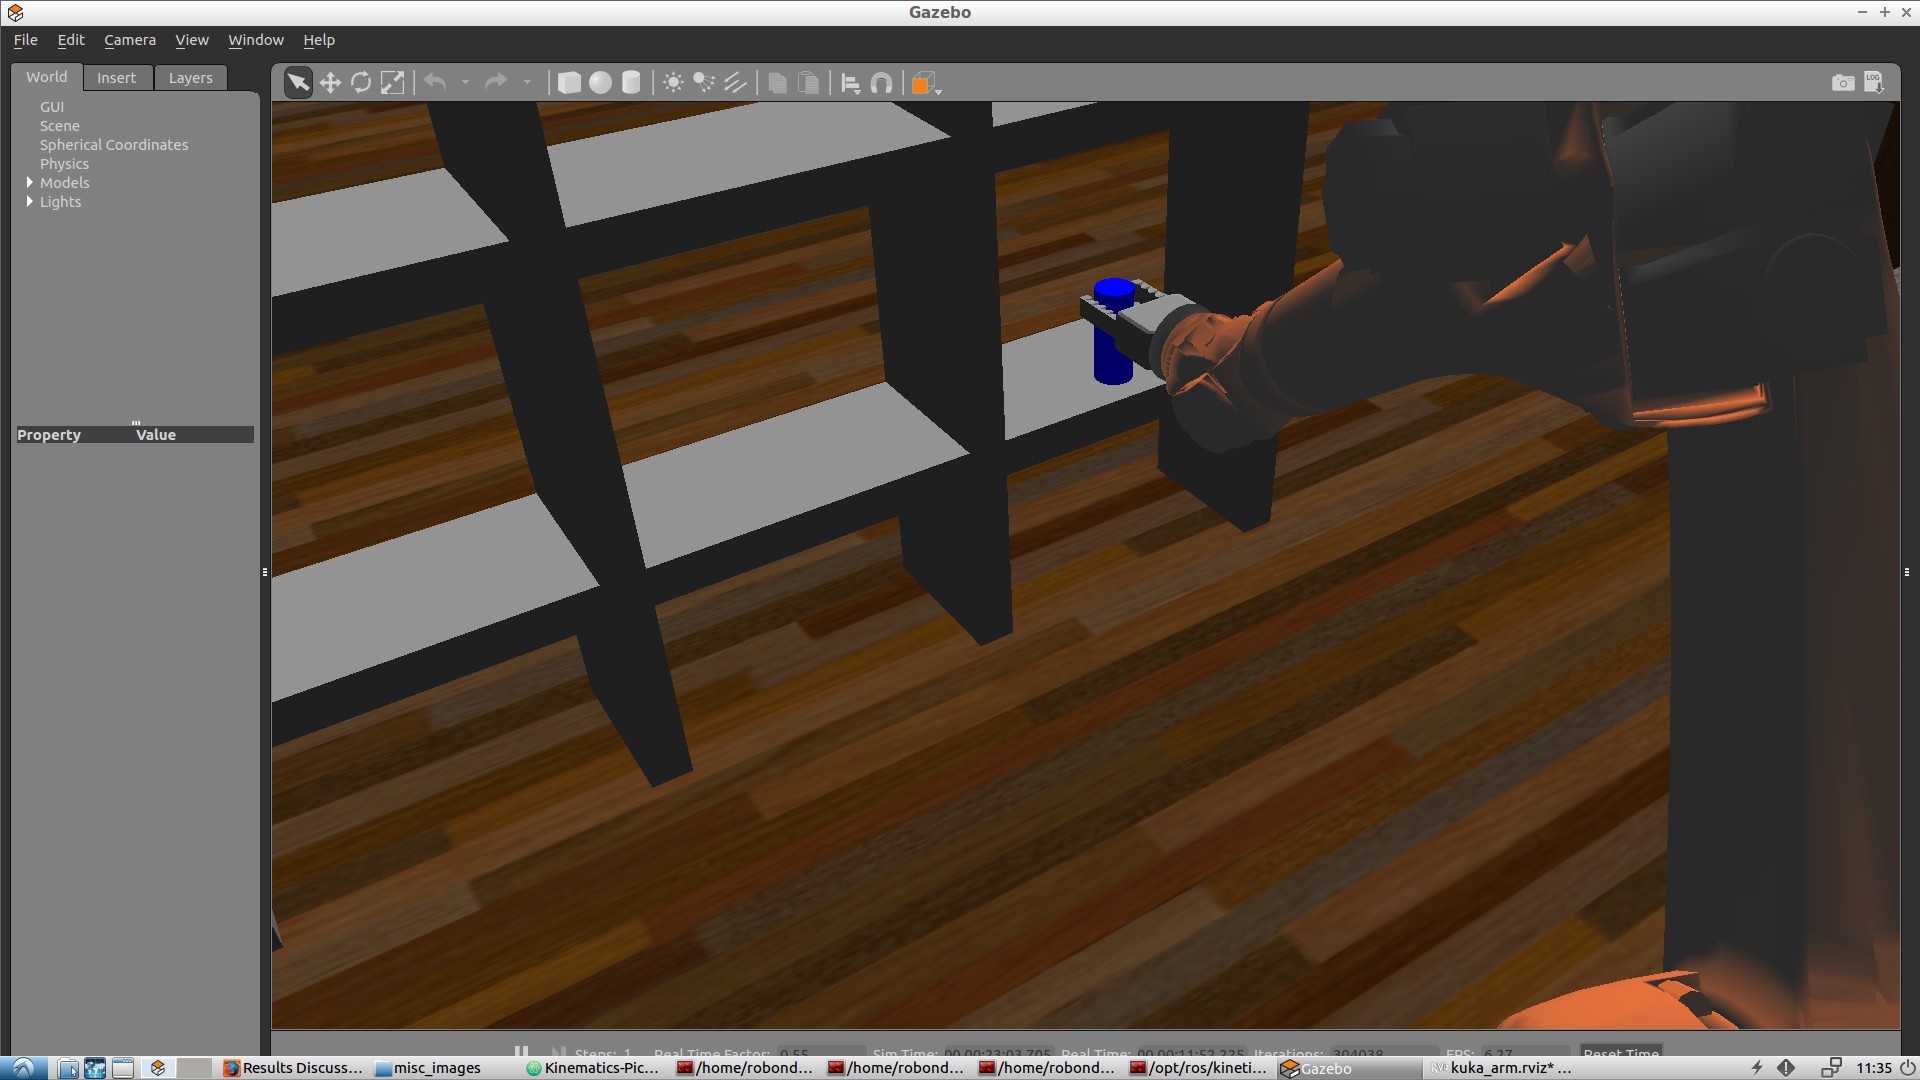 Gazebo
File Edit Camera View Window Help
World Insert Layers
LOG
GUI
Scene
Spherical Coordinates
Physics
Models
Lights
Property Value
Steps: 1 Real Time Factor: 0.55 Sim Time: 00 00:23:03.705 Real Time: 00 00:11:52.225 Iterations: 304038 FPS: 6.27 Reset Time
Results Discuss... misc_images Kinematics-Pic... /home/robond... /home/robond... /home/robond... /opt/ros/kineti... Gazebo kuka_arm.rviz* ... 11:35